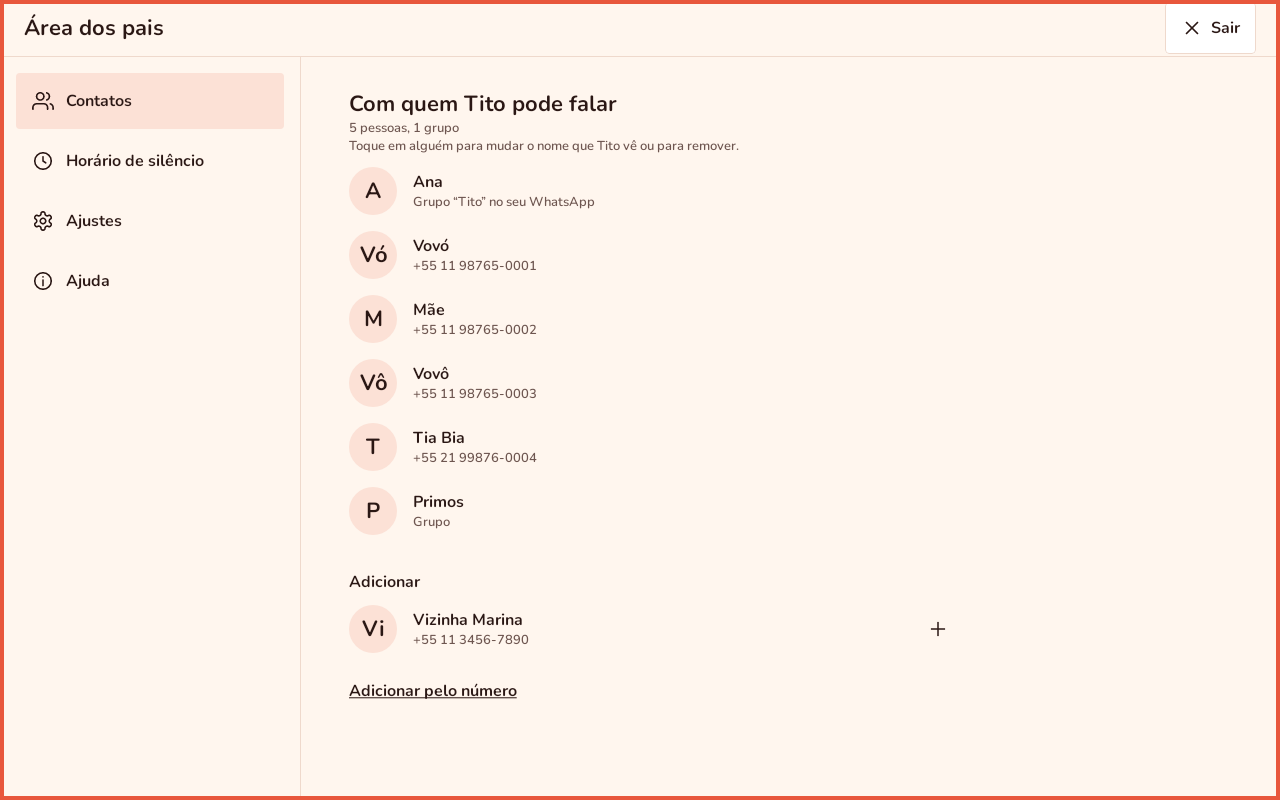 Área dos pais
Sair
Contatos
Horário de silêncio
Ajustes
Ajuda
Com quem Tito pode falar
5 pessoas, 1 grupo
Toque em alguém para mudar o nome que Tito vê ou para remover.
A
Ana
Grupo “Tito” no seu WhatsApp
Vó
Vovó
+55 11 98765-0001
M
Mãe
+55 11 98765-0002
Vô
Vovô
+55 11 98765-0003
T
Tia Bia
+55 21 99876-0004
P
Primos
Grupo
Adicionar
Vi
Vizinha Marina
+55 11 3456-7890
Adicionar pelo número